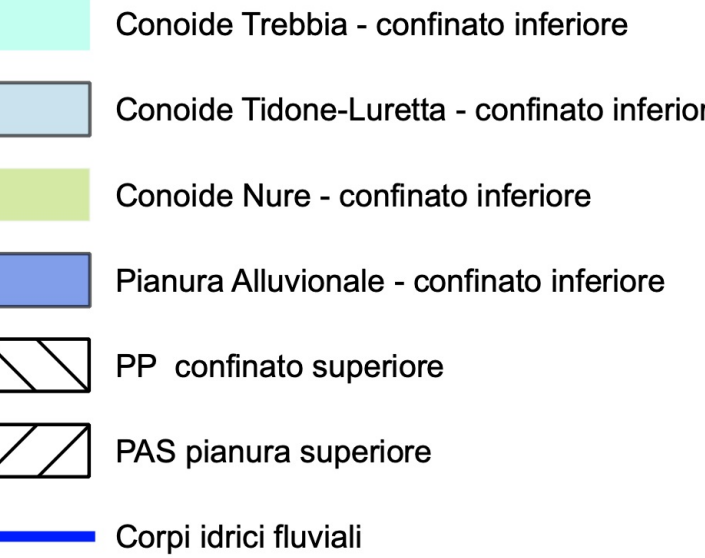 Conoide Trebbia - confinato inferiore
Conoide Tidone-Luretta - confinato inferior
Conoide Nure - confinato inferiore
Pianura Alluvionale - confinato inferiore
PP  confinato superiore
PAS pianura superiore
Corpi idrici fluviali